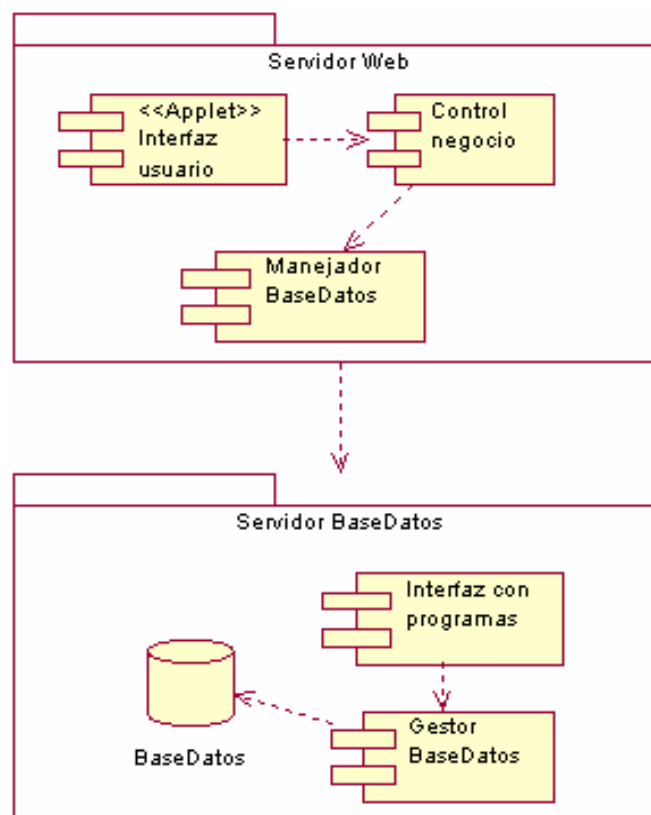 Servidor Web
<<Applet>>
Interfaz
usuario
Control
negocio
Manejador
BaseDatos
Servidor BaseDatos
Interfaz con
programas
Gestor
BaseDatos
BaseDatos